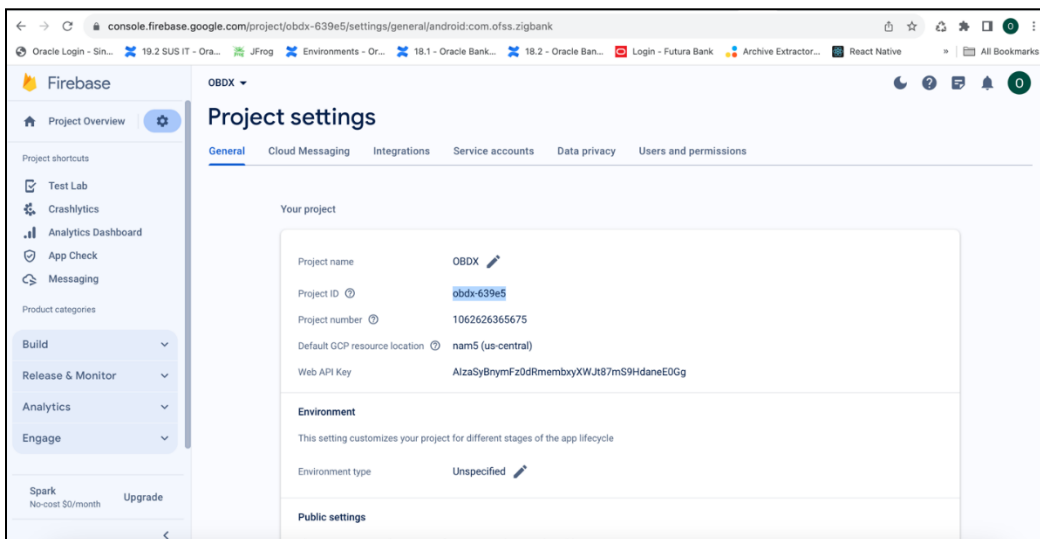 console.firebase.google.com/project/obdx-639e5/settings/general/android:com.ofss.zigbank
O
Oracle Login - Sin... 19.2 SUS IT - Ora... JFrog Environments - Or... 18.1 - Oracle Bank... 18.2 - Oracle Ban... Login - Futura Bank Archive Extractor... React Native » All Bookmarks
Firebase
OBDX
O
Project Overview
Project settings
General Cloud Messaging Integrations Service accounts Data privacy Users and permissions
Project shortcuts
Test Lab
Crashlytics
Analytics Dashboard
App Check
Messaging
Product categories
Build
Release & Monitor
Analytics
Engage
Spark
No-cost $0/month
Upgrade
Your project
Project name OBDX
Project ID obdx-639e5
Project number 1062626365675
Default GCP resource location nam5 (us-central)
Web API Key AIzaSyBnymFz0dRmembxyXWJt87mS9HdaneE0Gg
Environment
This setting customizes your project for different stages of the app lifecycle
Environment type Unspecified
Public settings